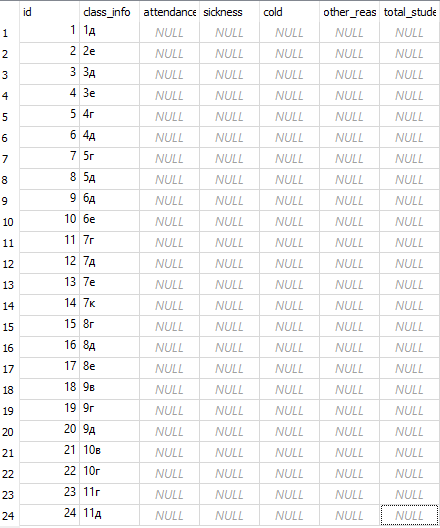 id class_info attendance sickness cold other_reas total_stude
1 1 1д NULL NULL NULL NULL NULL
2 2 2е NULL NULL NULL NULL NULL
3 3 3д NULL NULL NULL NULL NULL
4 4 3е NULL NULL NULL NULL NULL
5 5 4г NULL NULL NULL NULL NULL
6 6 4д NULL NULL NULL NULL NULL
7 7 5г NULL NULL NULL NULL NULL
8 8 5д NULL NULL NULL NULL NULL
9 9 6д NULL NULL NULL NULL NULL
10 10 6е NULL NULL NULL NULL NULL
11 11 7г NULL NULL NULL NULL NULL
12 12 7д NULL NULL NULL NULL NULL
13 13 7е NULL NULL NULL NULL NULL
14 14 7к NULL NULL NULL NULL NULL
15 15 8г NULL NULL NULL NULL NULL
16 16 8д NULL NULL NULL NULL NULL
17 17 8е NULL NULL NULL NULL NULL
18 18 9в NULL NULL NULL NULL NULL
19 19 9г NULL NULL NULL NULL NULL
20 20 9д NULL NULL NULL NULL NULL
21 21 10в NULL NULL NULL NULL NULL
22 22 10г NULL NULL NULL NULL NULL
23 23 11г NULL NULL NULL NULL NULL
24 24 11д NULL NULL NULL NULL NULL